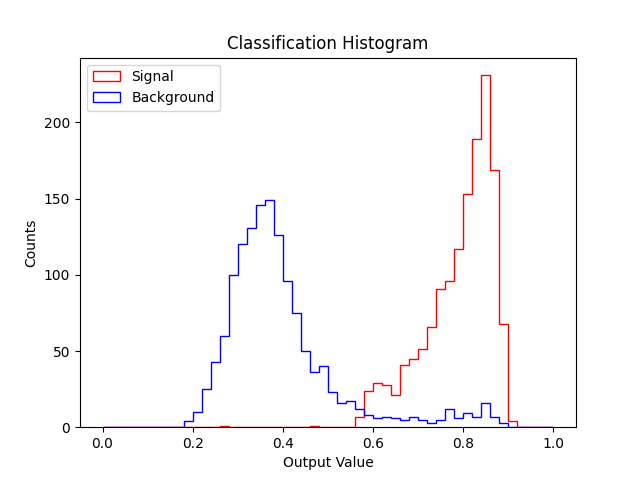 Classification Histogram
Signal
Background
Counts
200
150
100
50
0
0.0 0.2 0.4 0.6 0.8 1.0
Output Value